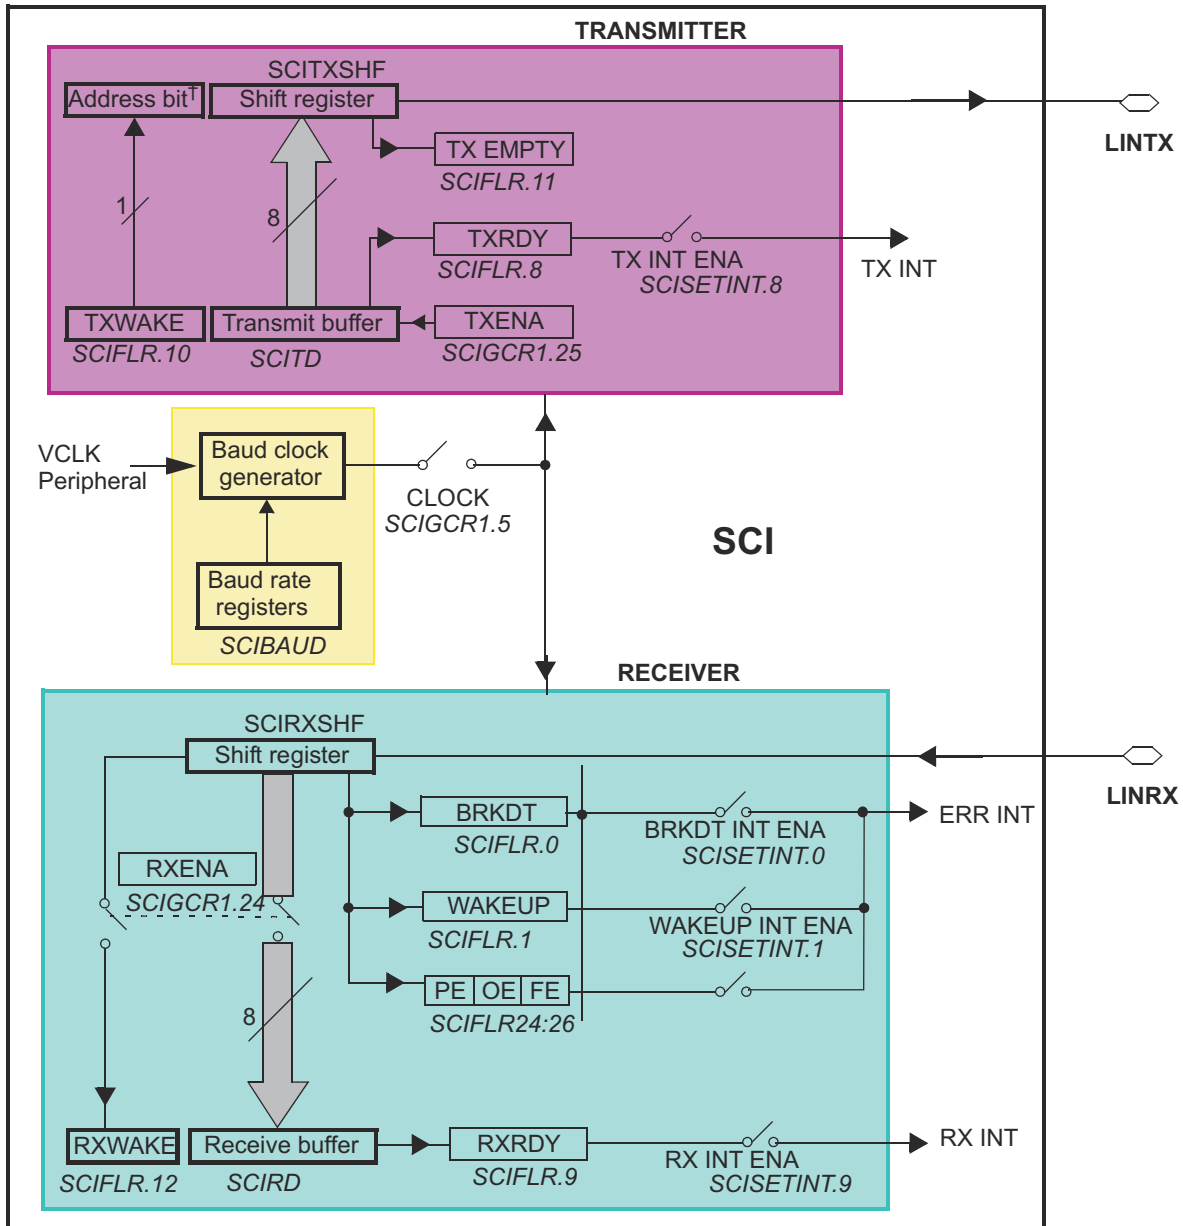 TRANSMITTER
SCITXSHF
Address bit†
Shift register
LINTX
TX EMPTY
SCIFLR.11
1
8
TXRDY
SCIFLR.8
TX INT ENA
SCISETINT.8
TX INT
TXWAKE
SCIFLR.10
Transmit buffer
SCITD
TXENA
SCIGCR1.25
VCLK
Peripheral
Baud clock
generator
CLOCK
SCIGCR1.5
SCI
Baud rate
registers
SCIBAUD
RECEIVER
SCIRXSHF
Shift register
LINRX
BRKDT
SCIFLR.0
BRKDT INT ENA
SCISETINT.0
ERR INT
RXENA
SCIGCR1.24
WAKEUP
SCIFLR.1
WAKEUP INT ENA
SCISETINT.1
PE OE FE
SCIFLR24:26
8
RXWAKE
SCIFLR.12
Receive buffer
SCIRD
RXRDY
SCIFLR.9
RX INT ENA
SCISETINT.9
RX INT